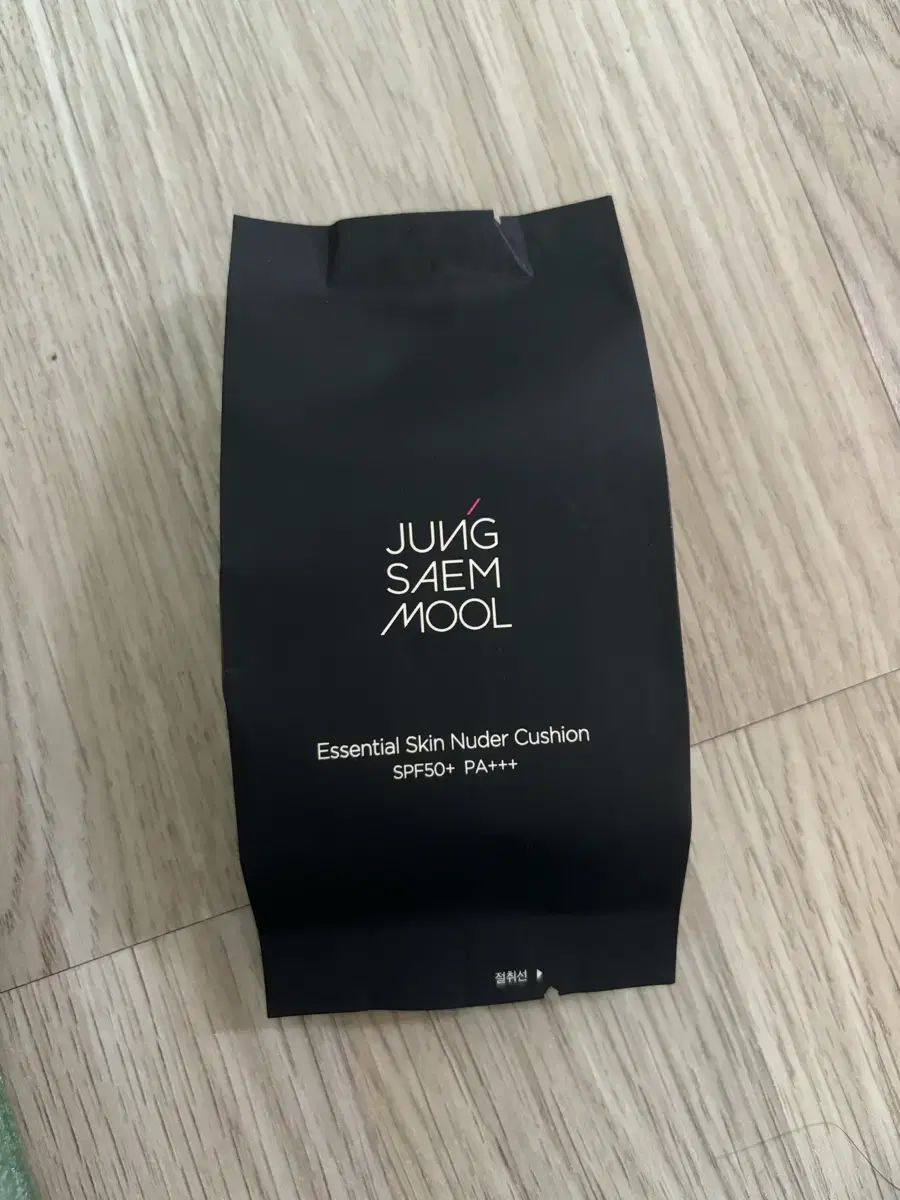 JUNG
SAEM
MOOL
Essential Skin Nuder Cushion
SPF50+ PA+++
절취선